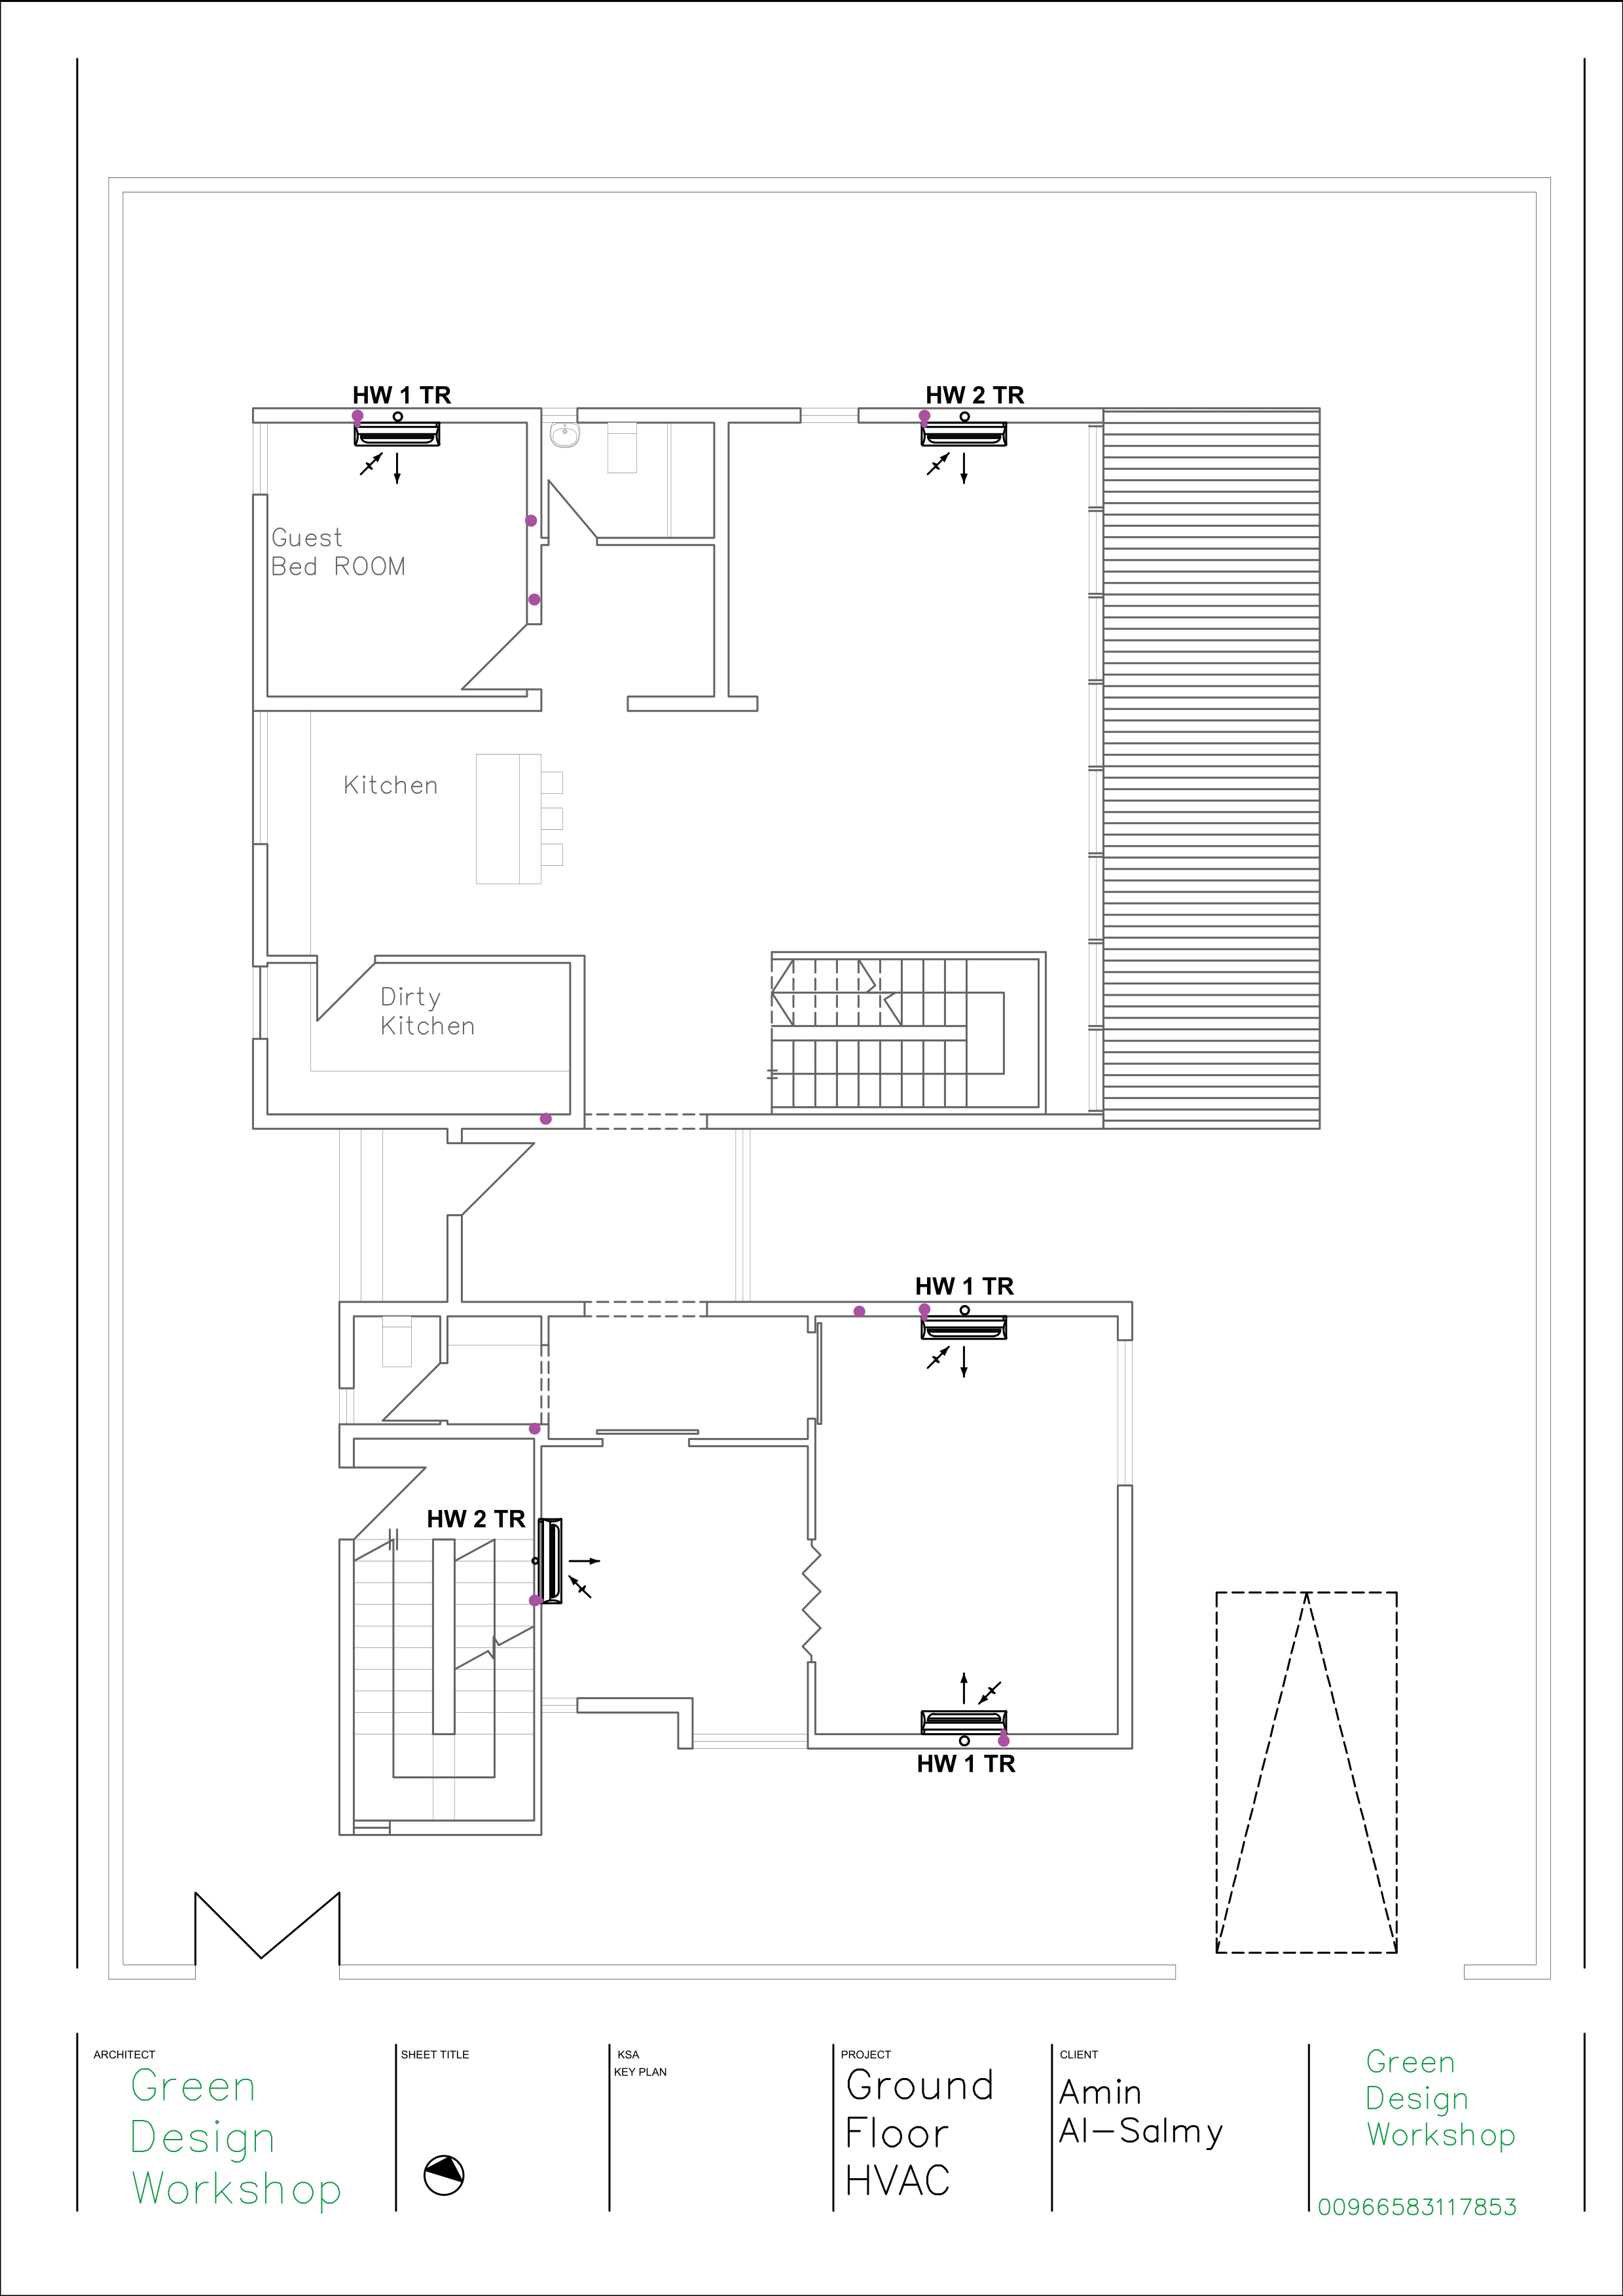 HW 1 TR
HW 2 TR
Guest
Bed ROOM
Kitchen
Dirty
Kitchen
HW 1 TR
HW 2 TR
HW 1 TR
ARCHITECT
Green
Design
Workshop
SHEET TITLE
KSA
KEY PLAN
PROJECT
Ground
Floor
HVAC
CLIENT
Amin
Al-Salmy
Green
Design
Workshop
00966583117853